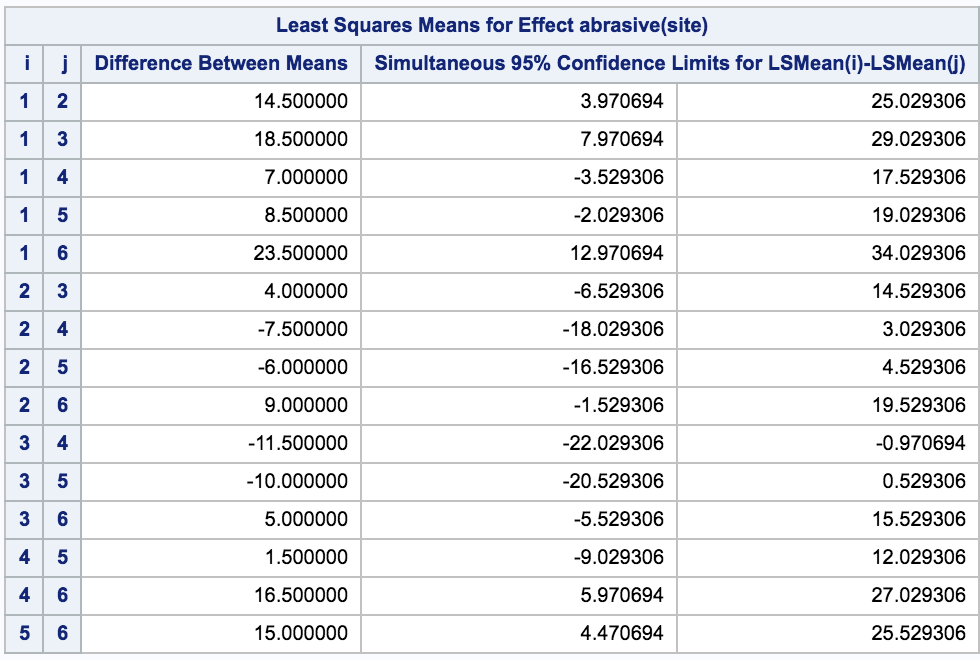 Least Squares Means for Effect abrasive(site)
i j Difference Between Means Simultaneous 95% Confidence Limits for LSMean(i)-LSMean(j)
1 2 14.500000 3.970694 25.029306
1 3 18.500000 7.970694 29.029306
1 4 7.000000 -3.529306 17.529306
1 5 8.500000 -2.029306 19.029306
1 6 23.500000 12.970694 34.029306
2 3 4.000000 -6.529306 14.529306
2 4 -7.500000 -18.029306 3.029306
2 5 -6.000000 -16.529306 4.529306
2 6 9.000000 -1.529306 19.529306
3 4 -11.500000 -22.029306 -0.970694
3 5 -10.000000 -20.529306 0.529306
3 6 5.000000 -5.529306 15.529306
4 5 1.500000 -9.029306 12.029306
4 6 16.500000 5.970694 27.029306
5 6 15.000000 4.470694 25.529306